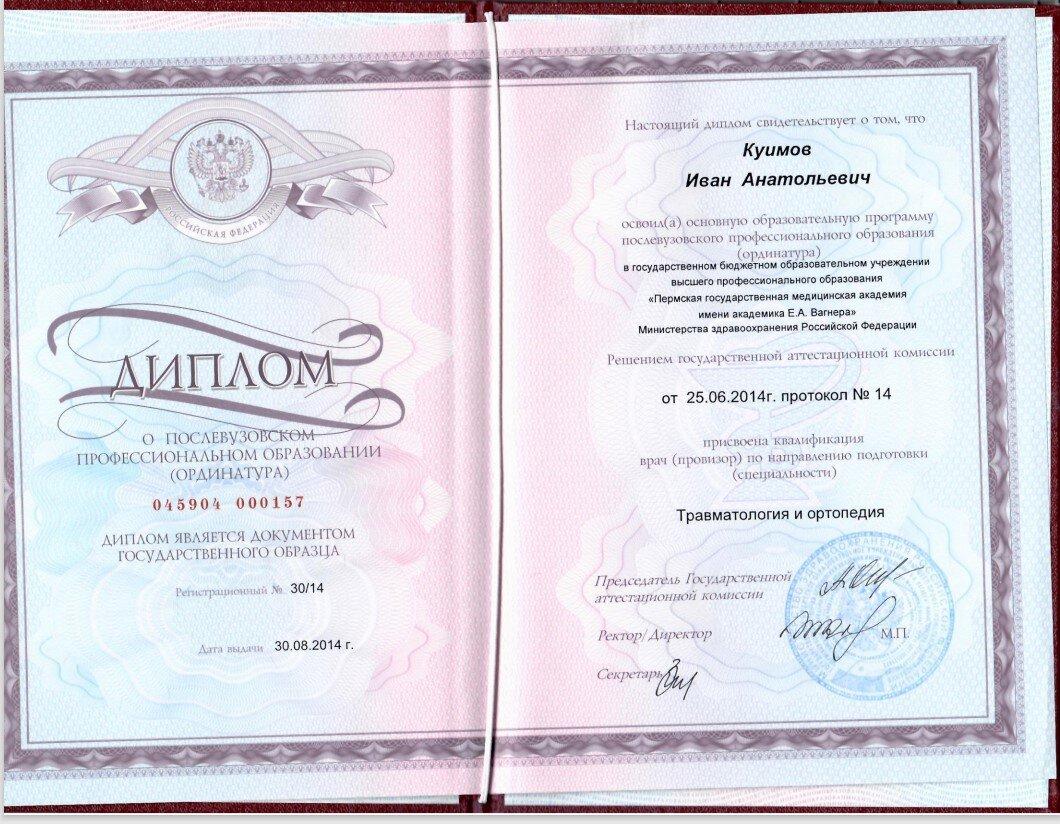 РОССИЙСКАЯ ФЕДЕРАЦИЯ
ДИПЛОМ
О ПОСЛЕВУЗОВСКОМ
ПРОФЕССИОНАЛЬНОМ ОБРАЗОВАНИИ
(ОРДИНАТУРА)
045904 000157
ДИПЛОМ ЯВЛЯЕТСЯ ДОКУМЕНТОМ
ГОСУДАРСТВЕННОГО ОБРАЗЦА
Регистрационный № 30/14
Дата выдачи 30.08.2014 г.
Настоящий диплом свидетельствует о том, что
Куимов
Иван Анатольевич
освоил(а) основную образовательную программу
послевузовского профессионального образования
(ординатура)
в государственном бюджетном образовательном учреждении
высшего профессионального образования
«Пермская государственная медицинская академия
имени академика Е.А. Вагнера»
Министерства здравоохранения Российской Федерации
Решением государственной аттестационной комиссии
от 25.06.2014г. протокол № 14
присвоена квалификация
врач (провизор) по направлению подготовки
(специальности)
Травматология и ортопедия
Председатель Государственной
аттестационной комиссии
Ректор/Директор
М.П.
Секретарь